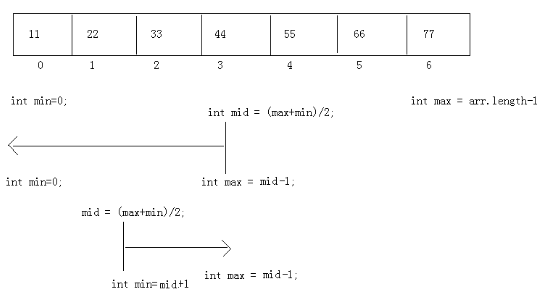 11 22 33 44 55 66 77
0 1 2 3 4 5 6
int min=0; int max = arr.length-1
int mid = (max+min)/2;
int min=0; int max = mid-1;
mid = (max+min)/2;
int max = mid-1;
int min=mid+1